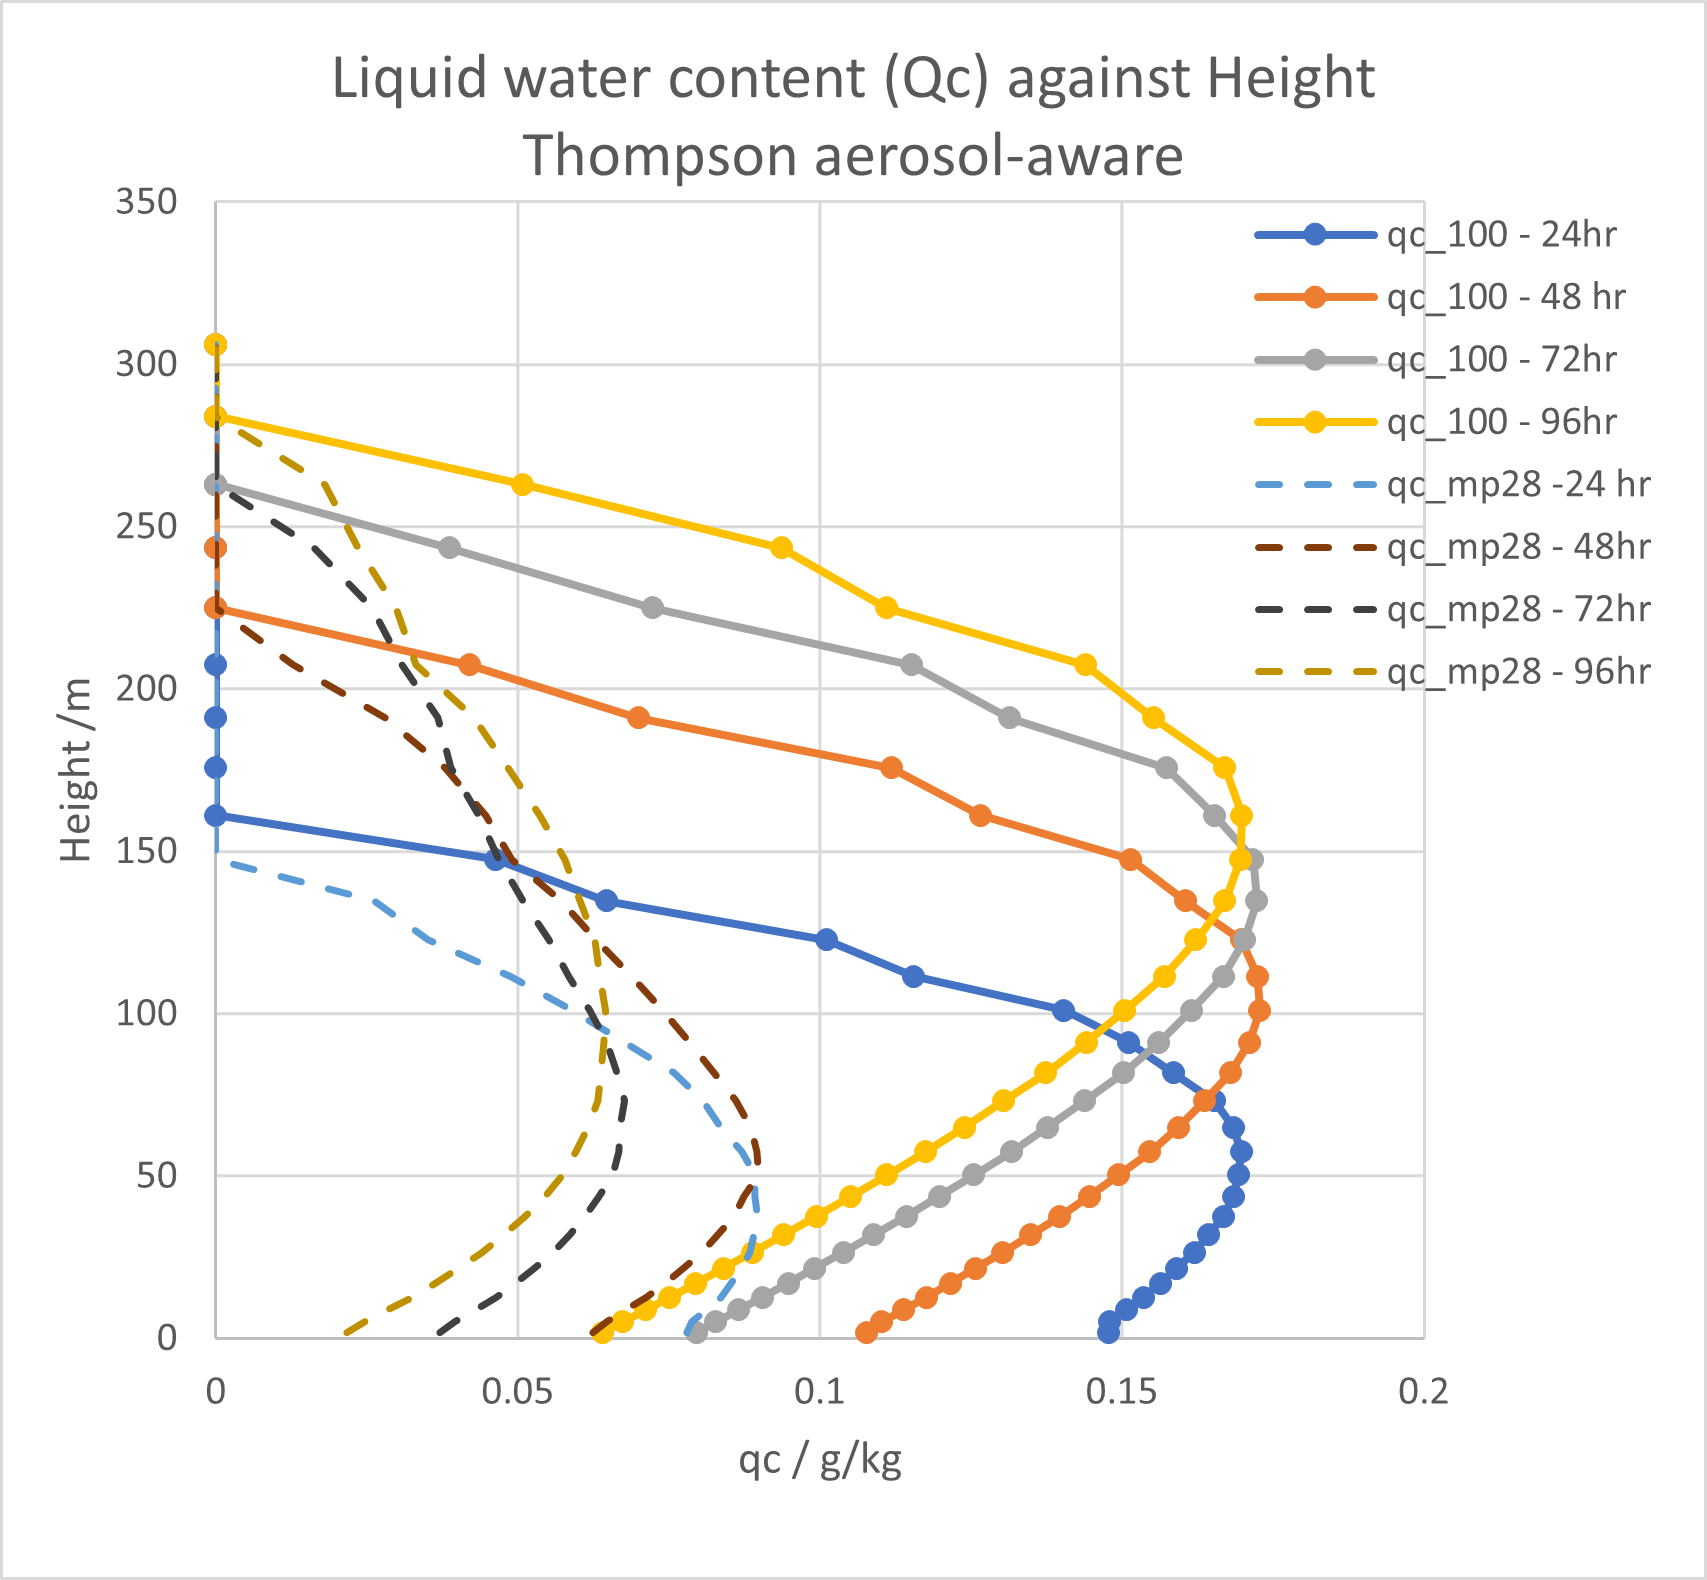 Liquid water content (Qc) against Height
Thompson aerosol-aware
350
300
250
200
150
100
50
0
Height /m
0 0.05 0.1 0.15 0.2
qc / g/kg
qc_100 - 24hr
qc_100 - 48 hr
qc_100 - 72hr
qc_100 - 96hr
qc_mp28 -24 hr
qc_mp28 - 48hr
qc_mp28 - 72hr
qc_mp28 - 96hr